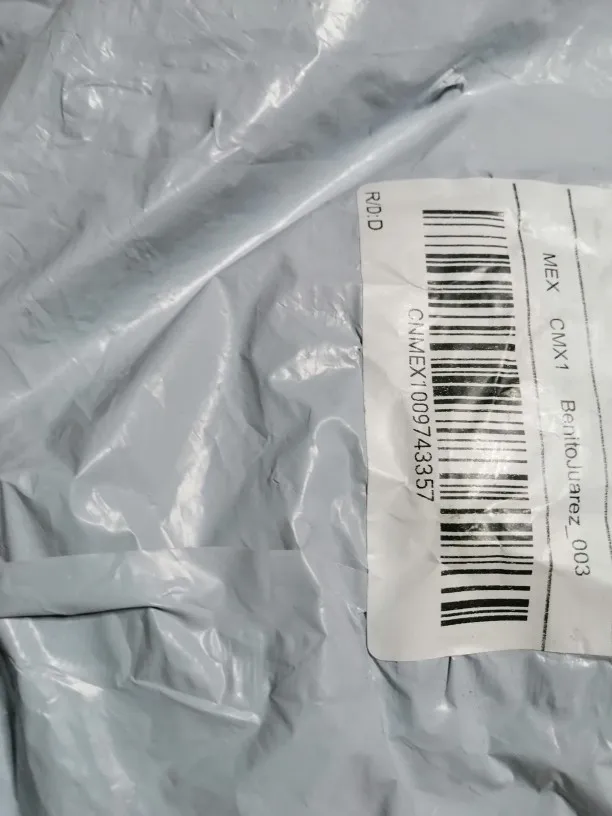 MEX CMX1 BenitoJuarez_003
CNMEX1009743357
R/D:D